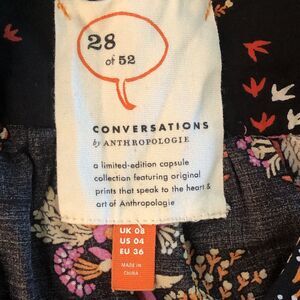 28
of 52
CONVERSATIONS
by ANTHROPOLOGIE
a limited-edition capsule
collection featuring original
prints that speak to the heart &
art of Anthropologie
UK 08
US 04
EU 36
MADE IN
CHINA